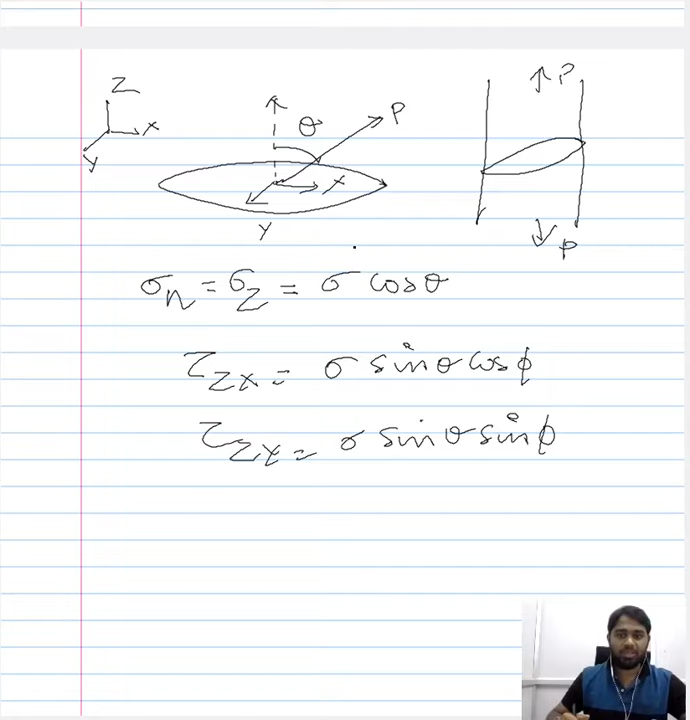 Z
X
Y
θ
P
X
Y
↑P
↓P
σn = σZ = σ cosθ
τZX = σ sinθ cosϕ
τZY = σ sinθ sinϕ